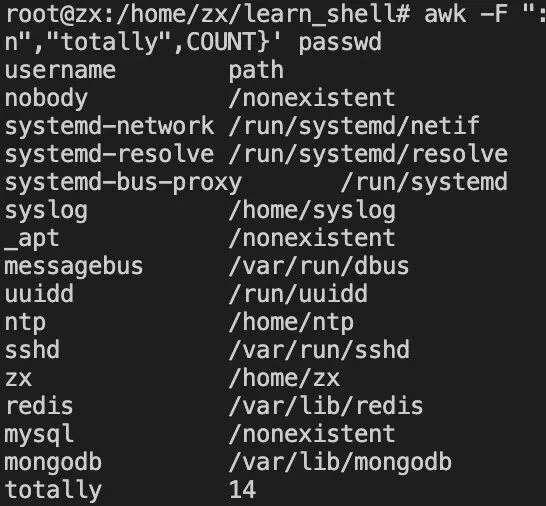 root@zx:/home/zx/learn_shell# awk -F ":
n","totally",COUNT}' passwd
username        path
nobody          /nonexistent
systemd-network /run/systemd/netif
systemd-resolve /run/systemd/resolve
systemd-bus-proxy       /run/systemd
syslog          /home/syslog
_apt            /nonexistent
messagebus      /var/run/dbus
uuidd           /run/uuidd
ntp             /home/ntp
sshd            /var/run/sshd
zx              /home/zx
redis           /var/lib/redis
mysql           /nonexistent
mongodb         /var/lib/mongodb
totally         14